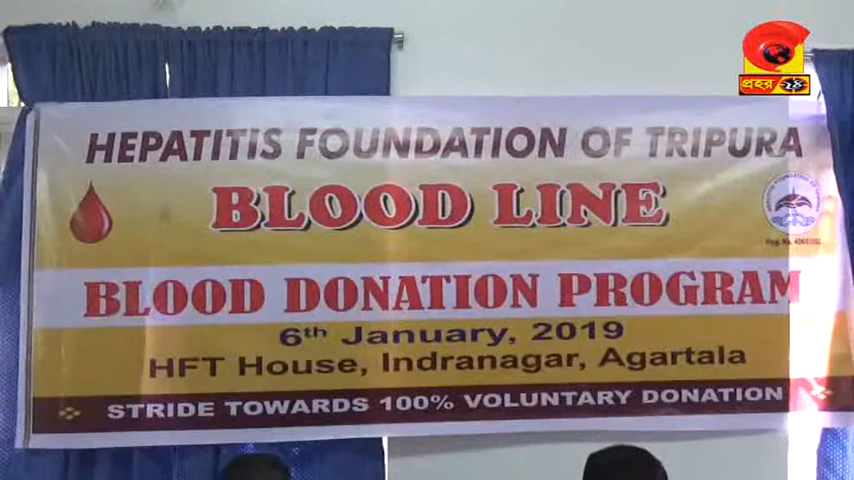 প্রহর ২৪
HEPATITIS FOUNDATION OF TRIPURA
BLOOD LINE
BLOOD DONATION PROGRAM
6th January, 2019
HFT House, Indranagar, Agartala
STRIDE TOWARDS 100% VOLUNTARY DONATION